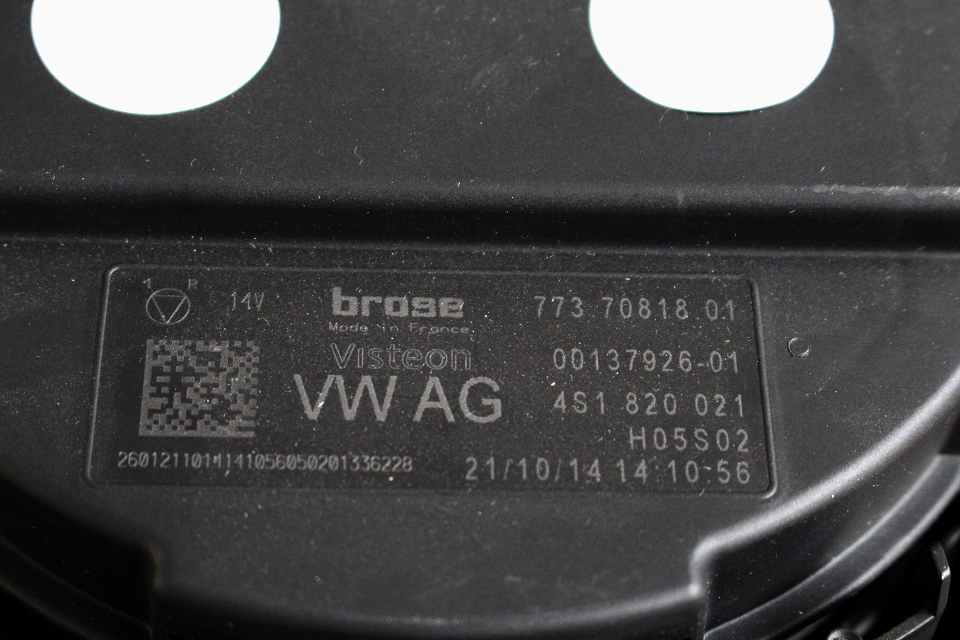 1 R
14V
brose
773 70818 01
Made in France
Visteon
00137926-01
VW AG
4S1 820 021
H05S02
2601211014141056050201336228
21/10/14 14:10:56